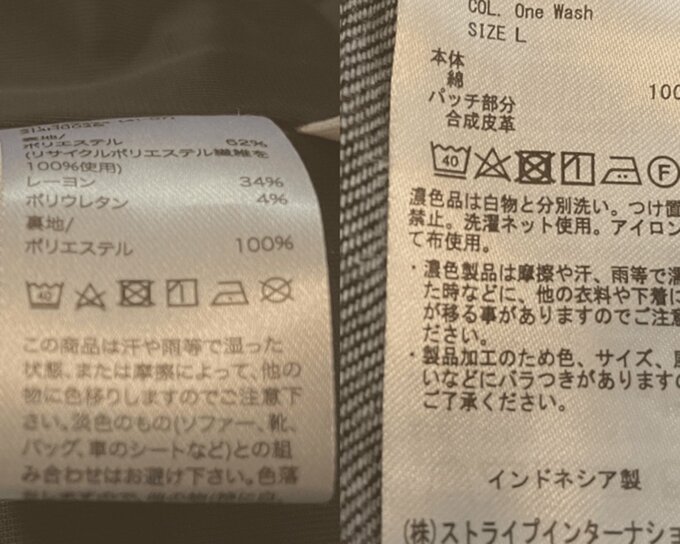 表地/
ポリエステル 62%
(リサイクルポリエステル繊維を
100%使用)
レーヨン 34%
ポリウレタン 4%
裏地/
ポリエステル 100%
40
この商品は汗や雨等で湿った
状態、または摩擦によって、他の
物に色移りしますのでご注意下
さい。淡色のもの(ソファー、靴、
バッグ、車のシートなど)との組
み合わせはお避け下さい。色落
COL. One Wash
SIZE L
本体
綿 100
パッチ部分
合成皮革
40 F
濃色品は白物と分別洗い。つけ置
禁止。洗濯ネット使用。アイロン
て布使用。
・濃色製品は摩擦や汗、雨等で濡
た時などに、他の衣料や下着に
が移る事がありますのでご注意
ださい。
・製品加工のため色、サイズ、風
いなどにバラつきがありますの
ご了承ください。
インドネシア製
(株)ストライプインターナショ